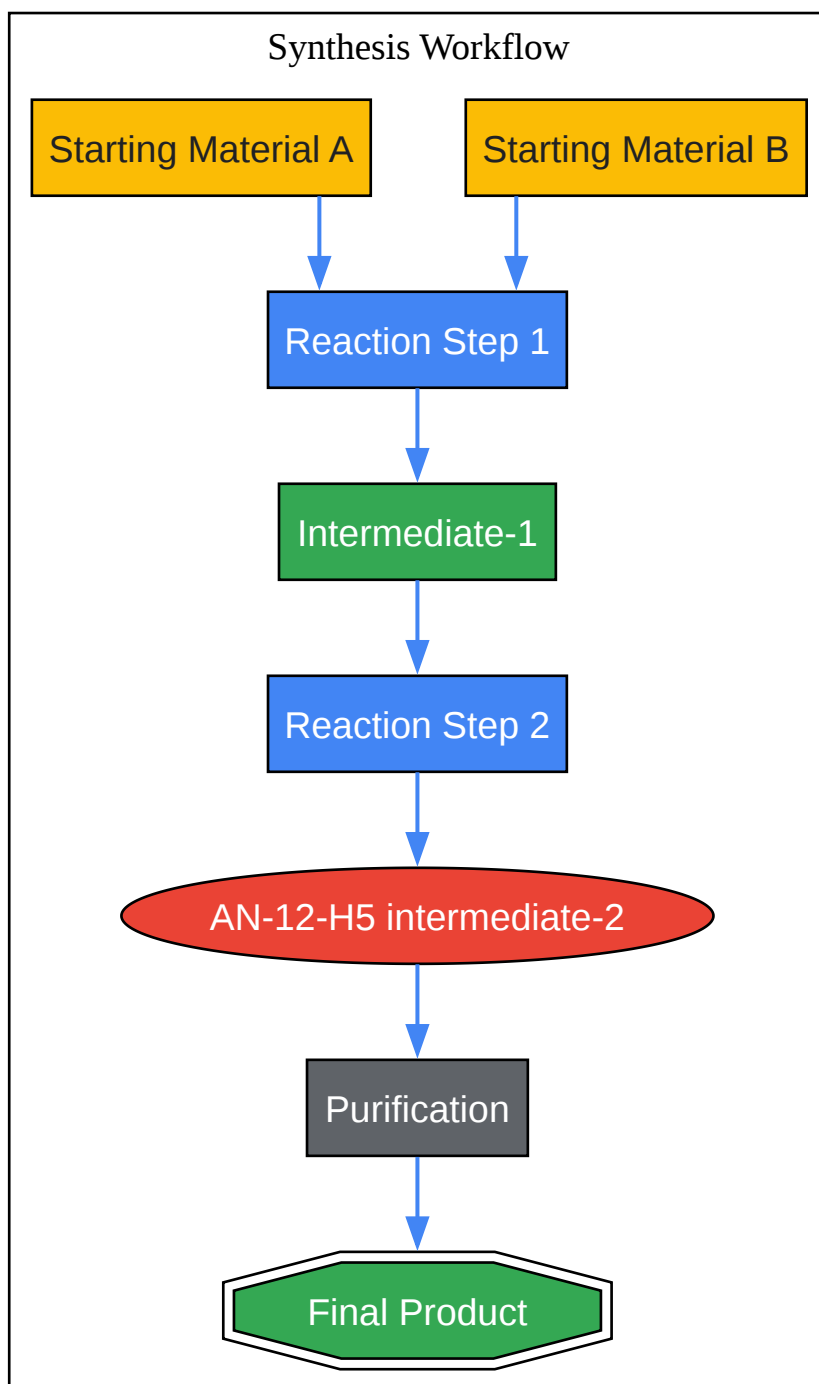 Synthesis Workflow
Starting Material A
Starting Material B
Reaction Step 1
Intermediate-1
Reaction Step 2
AN-12-H5 intermediate-2
Purification
Final Product